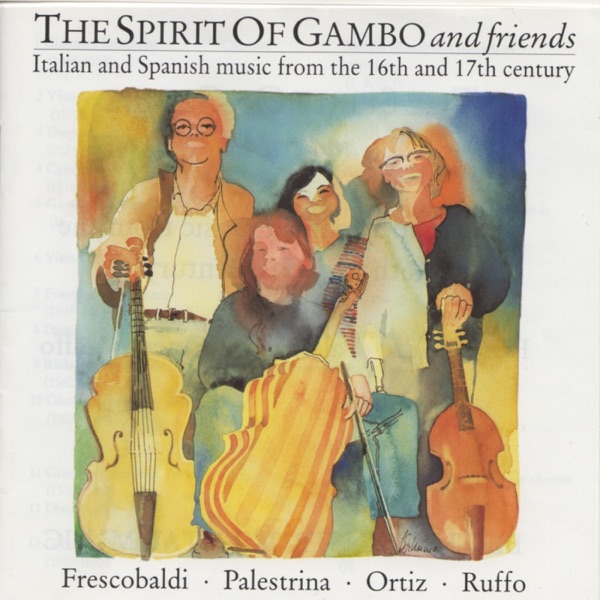 THE SPIRIT OF GAMBO and friends
Italian and Spanish music from the 16th and 17th century
Frescobaldi · Palestrina · Ortiz · Ruffo